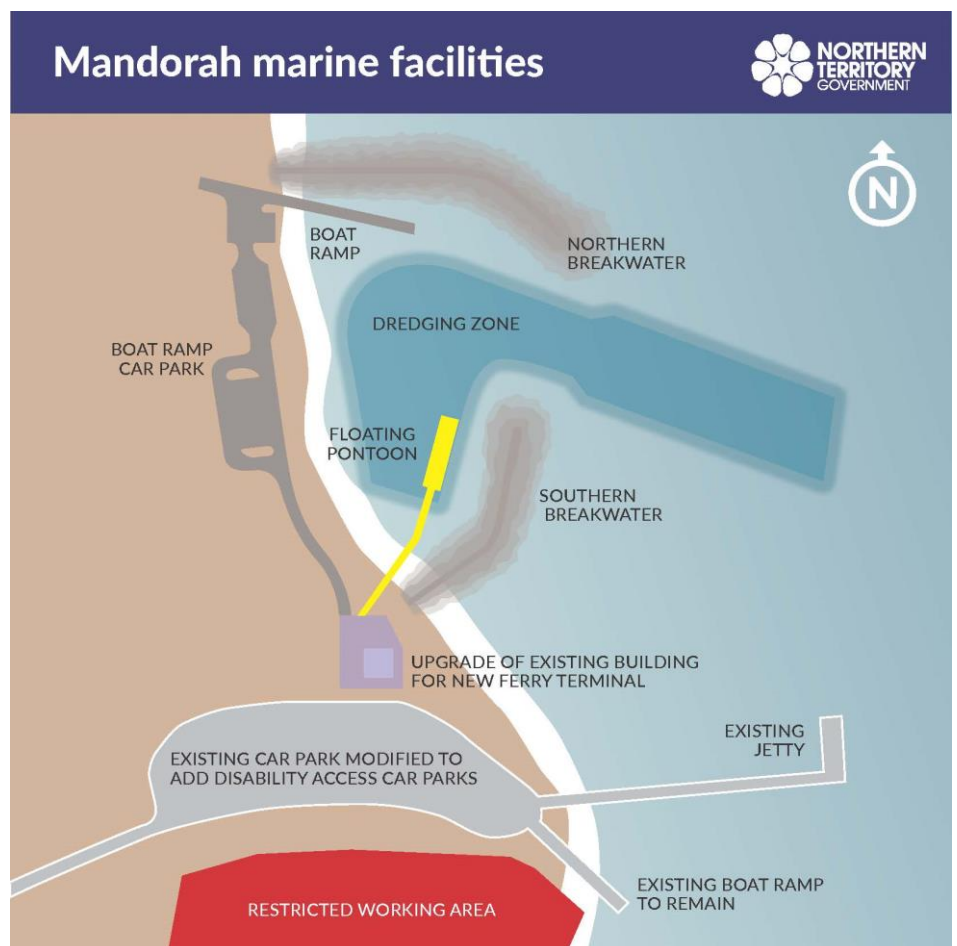 Mandorah marine facilities
NORTHERN
TERRITORY
GOVERNMENT
N
BOAT
RAMP
NORTHERN
BREAKWATER
DREDGING ZONE
BOAT RAMP
CAR PARK
FLOATING
PONTOON
SOUTHERN
BREAKWATER
UPGRADE OF EXISTING BUILDING
FOR NEW FERRY TERMINAL
EXISTING
JETTY
EXISTING CAR PARK MODIFIED TO
ADD DISABILITY ACCESS CAR PARKS
EXISTING BOAT RAMP
TO REMAIN
RESTRICTED WORKING AREA